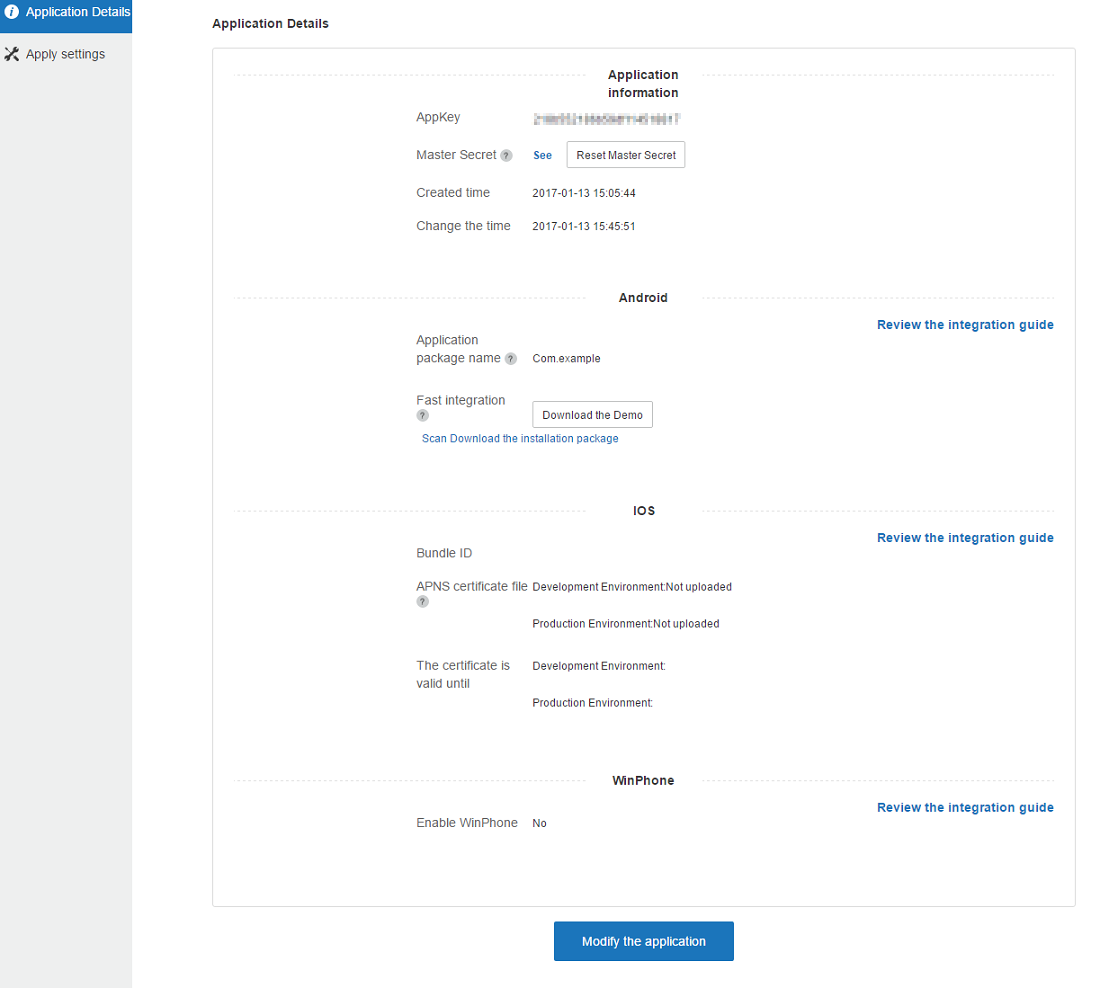 Application Details
Apply settings
Application Details
Application
information
AppKey
Master Secret ? See Reset Master Secret
Created time 2017-01-13 15:05:44
Change the time 2017-01-13 15:45:51
Android
Review the integration guide
Application
package name ? Com.example
Fast integration
? Download the Demo
Scan Download the installation package
IOS
Review the integration guide
Bundle ID
APNS certificate file Development Environment:Not uploaded
?
Production Environment:Not uploaded
The certificate is Development Environment:
valid until
Production Environment:
WinPhone
Review the integration guide
Enable WinPhone No
Modify the application